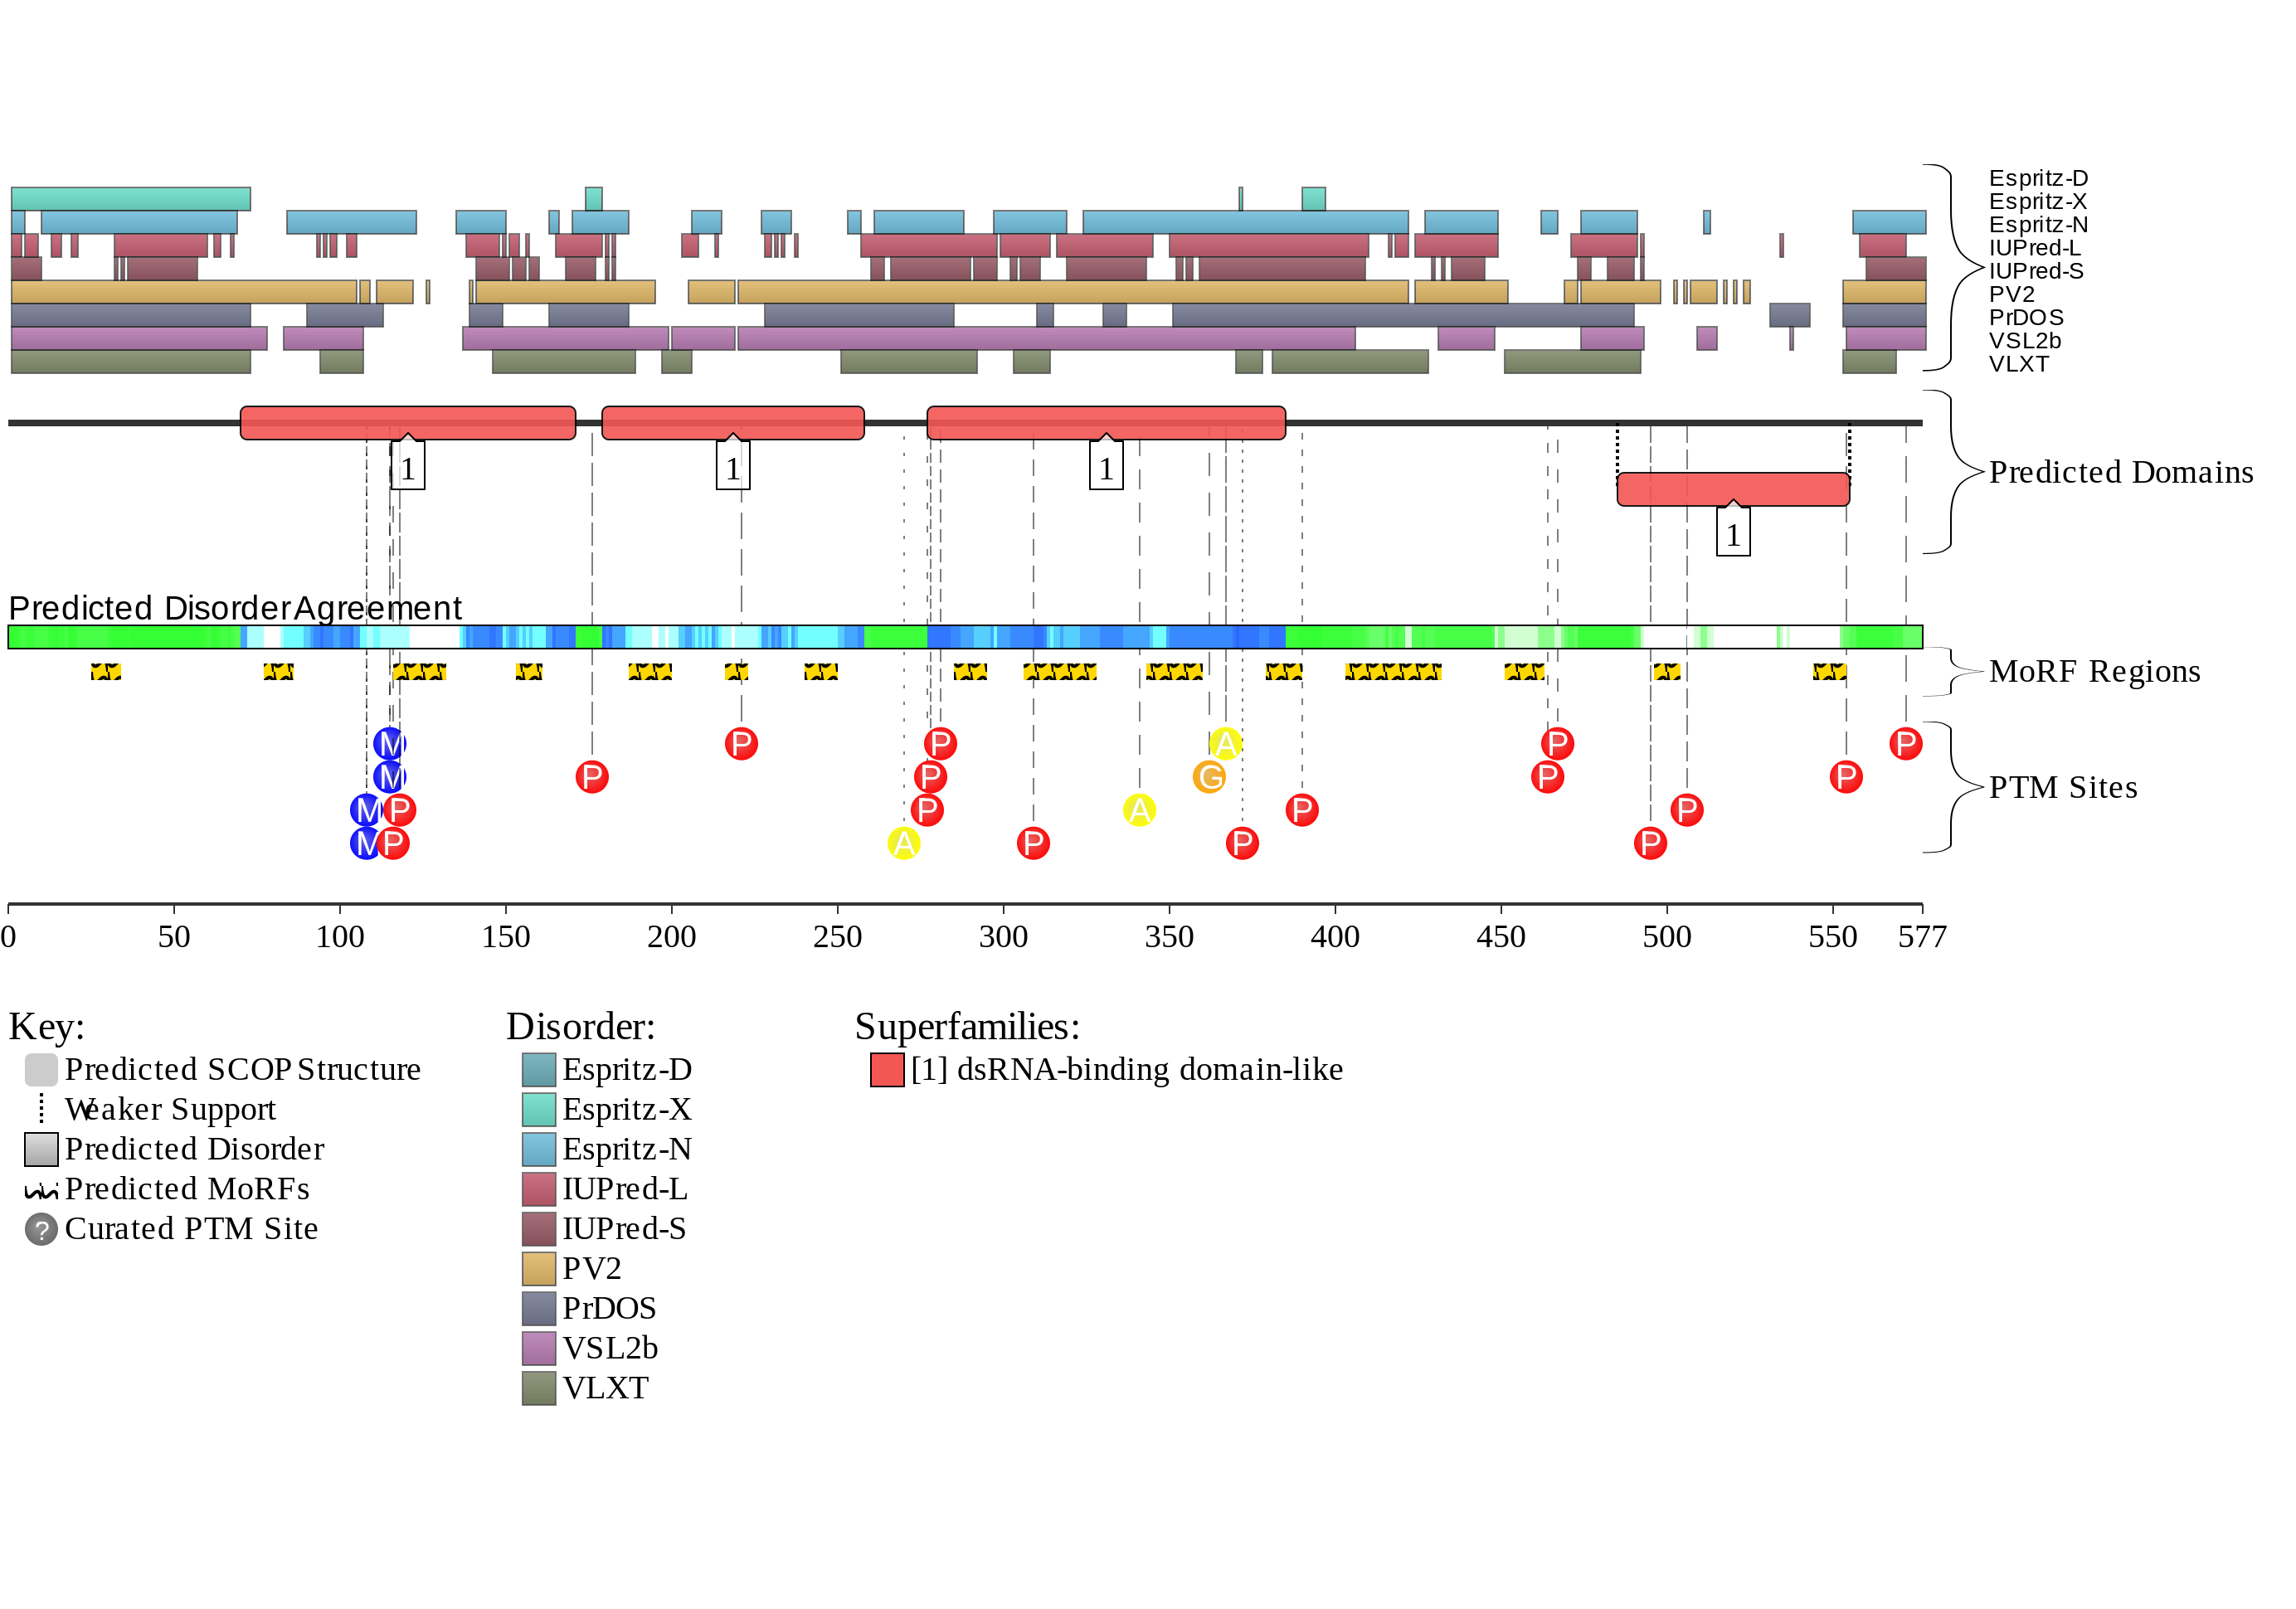 Espritz-D
Espritz-X
Espritz-N
IUPred-L
IUPred-S
PV2
PrDOS
VSL2b
VLXT
1 1 1
Predicted Domains
1
Predicted Disorder Agreement
MoRF Regions
M P P P A P P
M P P G P P
M P P A P P
M P A P P P
PTM Sites
0 50 100 150 200 250 300 350 400 450 500 550 577
Key: Disorder: Superfamilies:
Predicted SCOP Structure Espritz-D [1] dsRNA-binding domain-like
Weaker Support Espritz-X
Predicted Disorder Espritz-N
Predicted MoRFs IUPred-L
? Curated PTM Site IUPred-S
PV2
PrDOS
VSL2b
VLXT